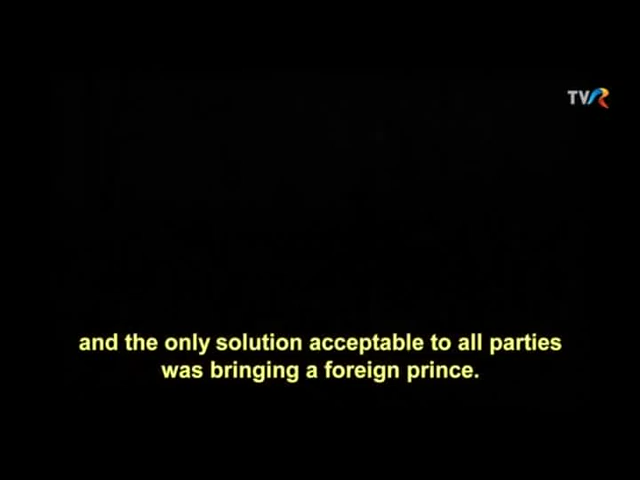 TVR
and the only solution acceptable to all parties
was bringing a foreign prince.